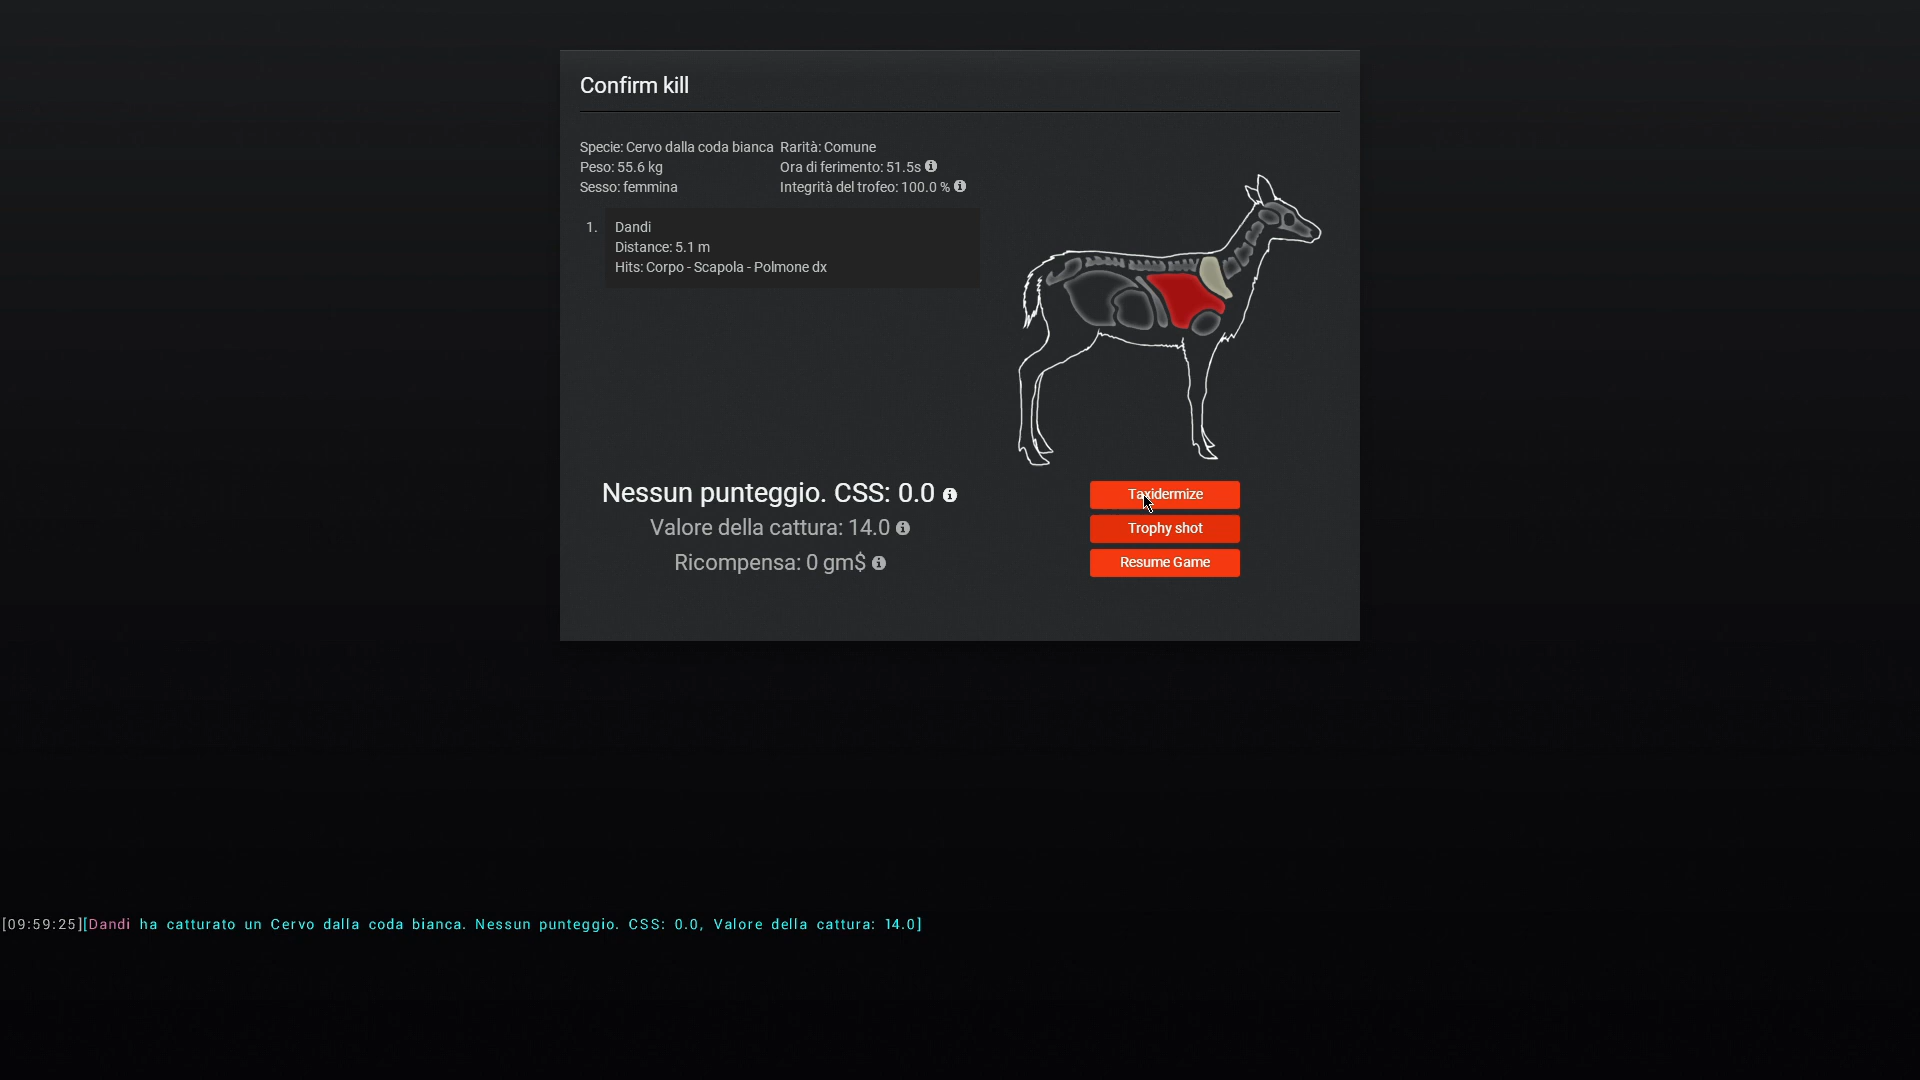 Confirm kill
Specie: Cervo dalla coda bianca Rarità: Comune
Peso: 55.6 kg Ora di ferimento: 51.5s
Sesso: femmina Integrità del trofeo: 100.0 %
1. Dandi
Distance: 5.1 m
Hits: Corpo - Scapola - Polmone dx
Nessun punteggio. CSS: 0.0
Valore della cattura: 14.0
Ricompensa: 0 gm$
Taxidermize
Trophy shot
Resume Game
[09:59:25][Dandi ha catturato un Cervo dalla coda bianca. Nessun punteggio. CSS: 0.0, Valore della cattura: 14.0]